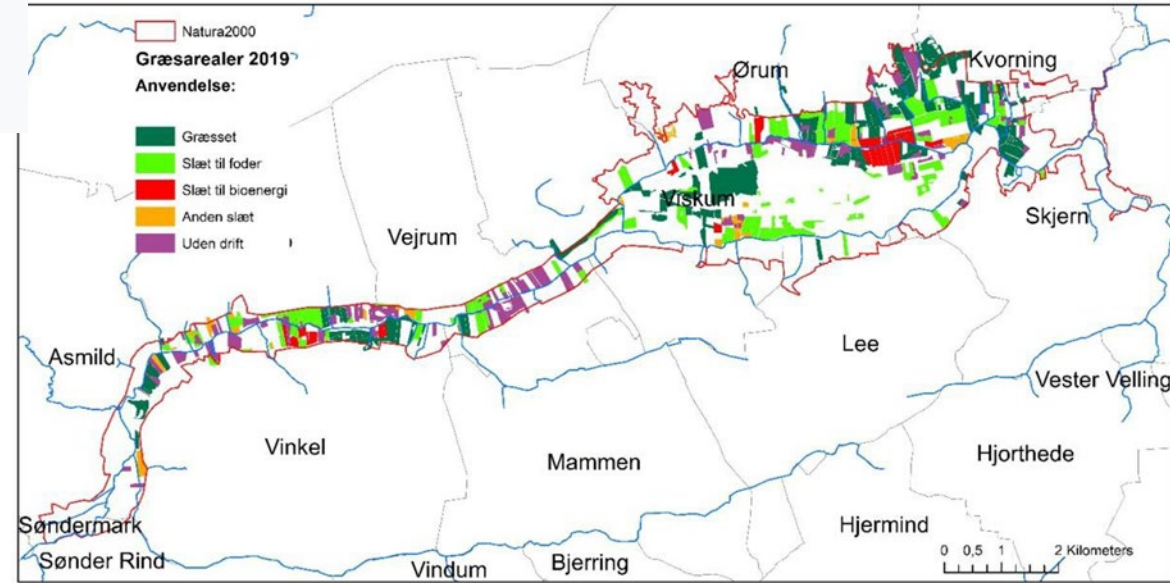 Natura2000
Græsarealer 2019
Anvendelse:
Græsset
Slæt til foder
Slæt til bioenergi
Anden slæt
Uden drift
Ørum
Kvorning
Viskum
Skjern
Vejrum
Asmild
Lee
Vester Velling
Vinkel
Mammen
Hjorthede
Søndermark
Hjermind
Sønder Rind
Vindum
Bjerring
0 0,5 1 2 Kilometers